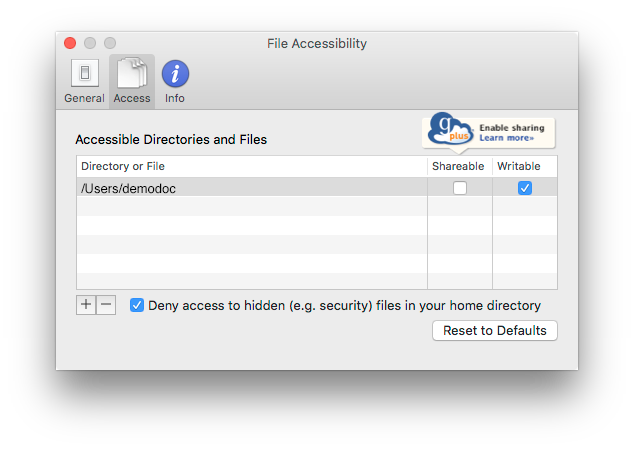 File Accessibility
General Access Info
g
plus
Enable sharing
Learn more»
Accessible Directories and Files
Directory or File Shareable Writable
/Users/demodoc
Deny access to hidden (e.g. security) files in your home directory
Reset to Defaults